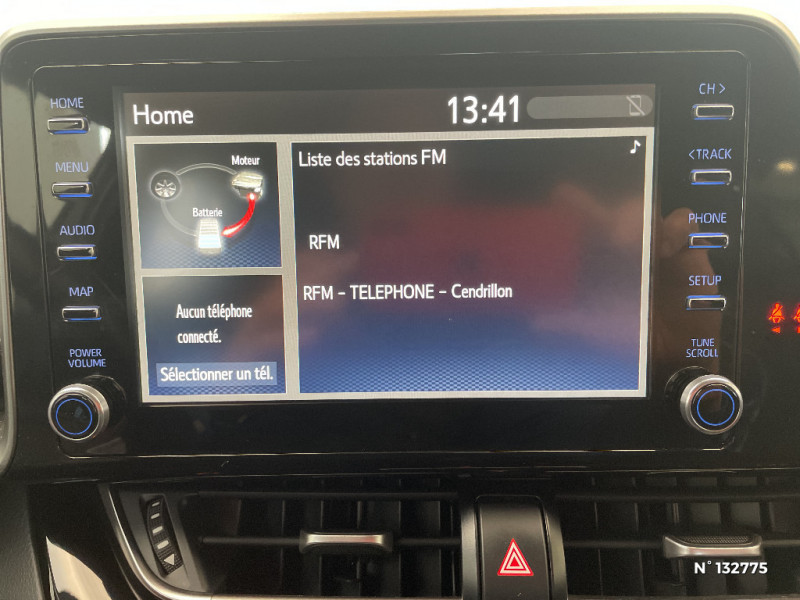 HOME
MENU
AUDIO
MAP
POWER
VOLUME
Home
13:41
Moteur
Batterie
Aucun téléphone
connecté.
Sélectionner un tél.
Liste des stations FM
RFM
RFM - TELEPHONE - Cendrillon
CH >
< TRACK
PHONE
SETUP
TUNE
SCROLL
N° 132775